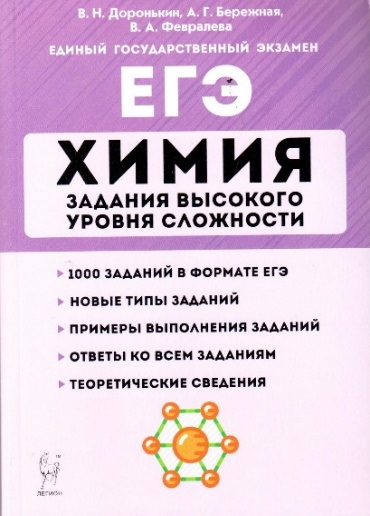 В. Н. Доронькин, А. Г. Бережная,
В. А. Февралева
ЕДИНЫЙ ГОСУДАРСТВЕННЫЙ ЭКЗАМЕН
ЕГЭ
ХИМИЯ
ЗАДАНИЯ ВЫСОКОГО
УРОВНЯ СЛОЖНОСТИ
1000 ЗАДАНИЙ В ФОРМАТЕ ЕГЭ
НОВЫЕ ТИПЫ ЗАДАНИЙ
ПРИМЕРЫ ВЫПОЛНЕНИЯ ЗАДАНИЙ
ОТВЕТЫ КО ВСЕМ ЗАДАНИЯМ
ТЕОРЕТИЧЕСКИЕ СВЕДЕНИЯ
TM
ЛЕГИОН